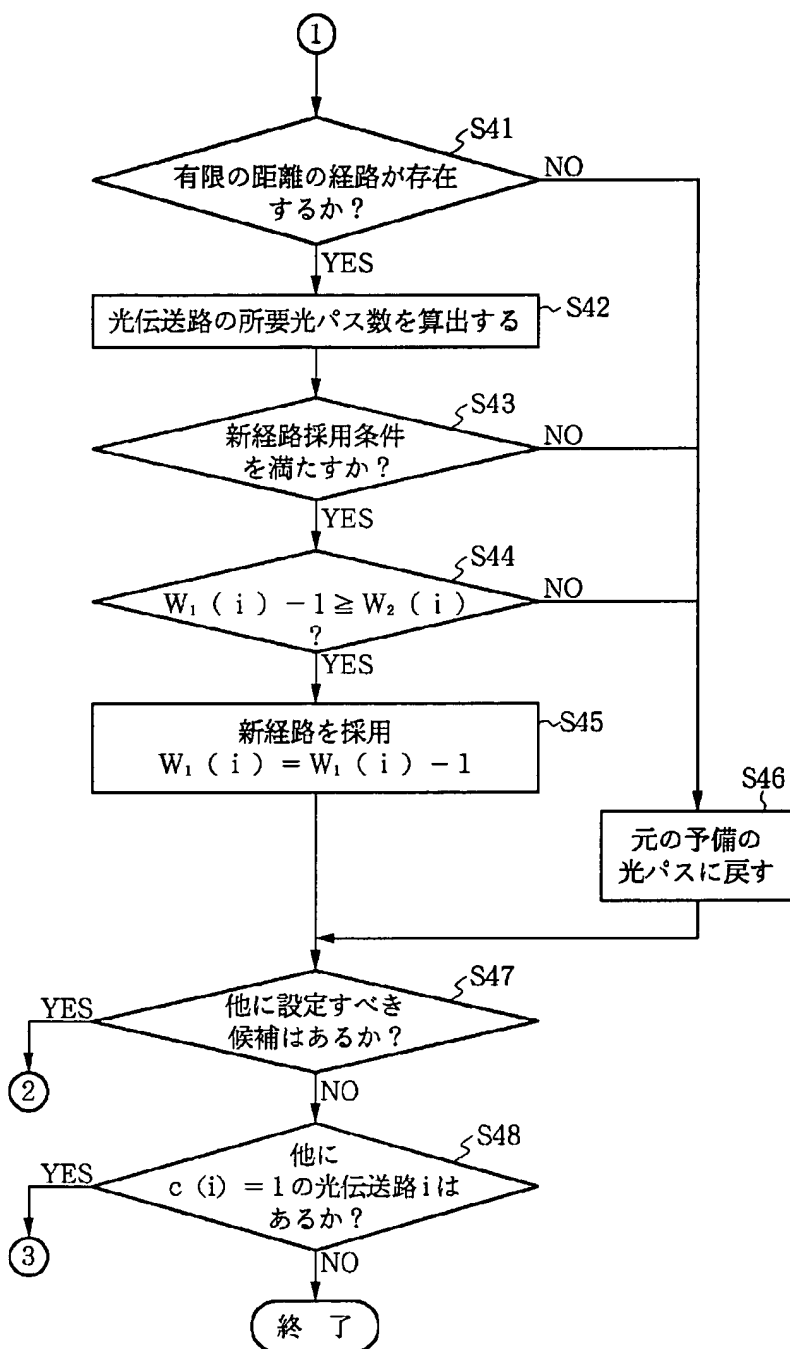 1
S41
有限の距離の経路が存在
するか？
NO
YES
光伝送路の所要光パス数を算出する
S42
S43
新経路採用条件
を満たすか？
NO
YES
S44
W₁（i）－1≧W₂（i）
？
NO
YES
新経路を採用
W₁（i）＝W₁（i）－1
S45
S46
元の予備の
光パスに戻す
S47
YES
他に設定すべき
候補はあるか？
2
NO
S48
YES
他に
c（i）＝1の光伝送路iは
あるか？
3
NO
終 了